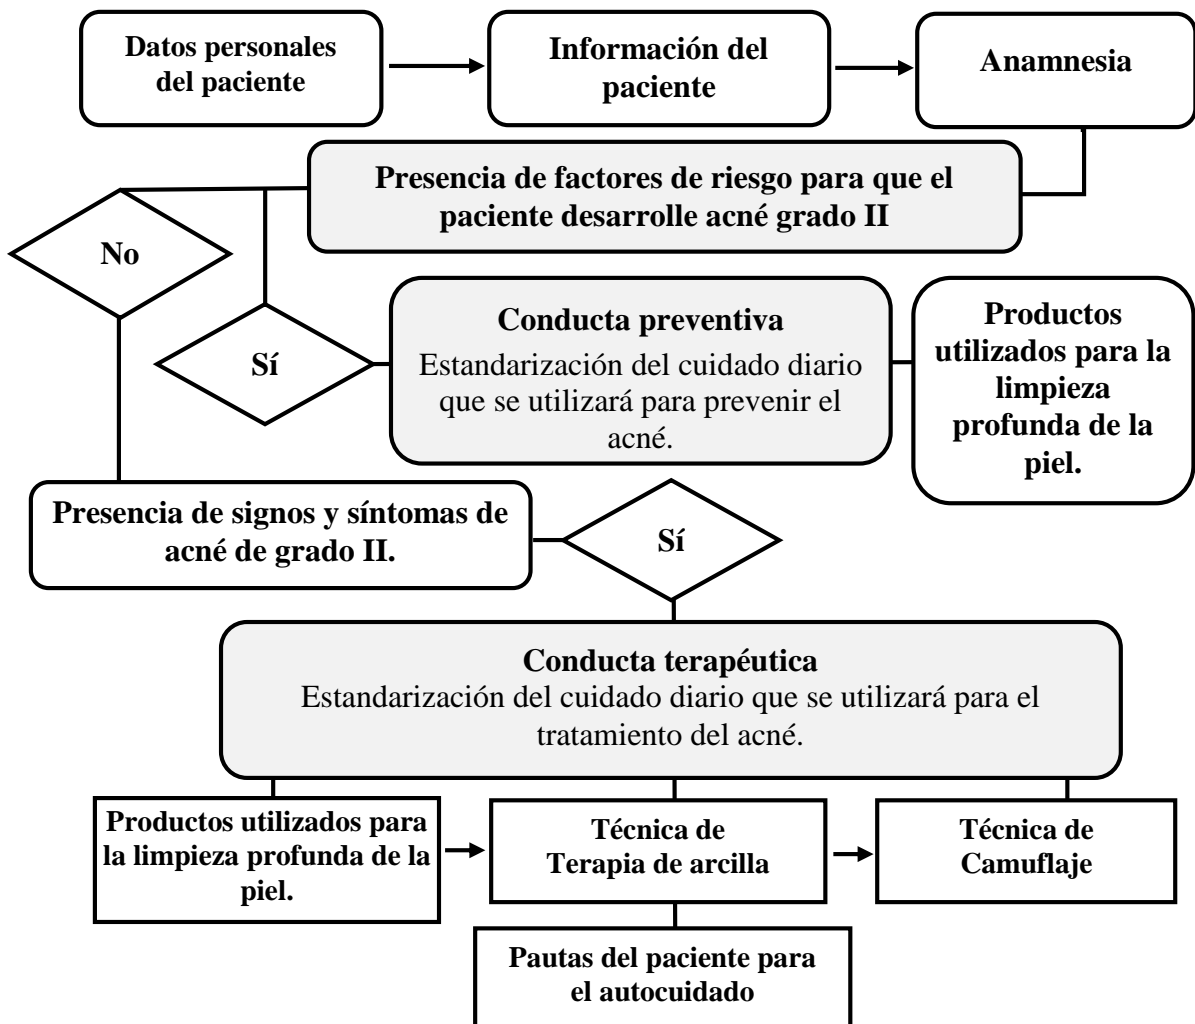 Datos personales
del paciente
Información del
paciente
Anamnesia
Presencia de factores de riesgo para que el
paciente desarrolle acné grado II
No
Sí
Conducta preventiva
Estandarización del cuidado diario
que se utilizará para prevenir el
acné.
Productos
utilizados para la
limpieza
profunda de la
piel.
Presencia de signos y síntomas de
acné de grado II.
Sí
Conducta terapéutica
Estandarización del cuidado diario que se utilizará para el
tratamiento del acné.
Productos utilizados para
la limpieza profunda de la
piel.
Técnica de
Terapia de arcilla
Técnica de
Camuflaje
Pautas del paciente para
el autocuidado